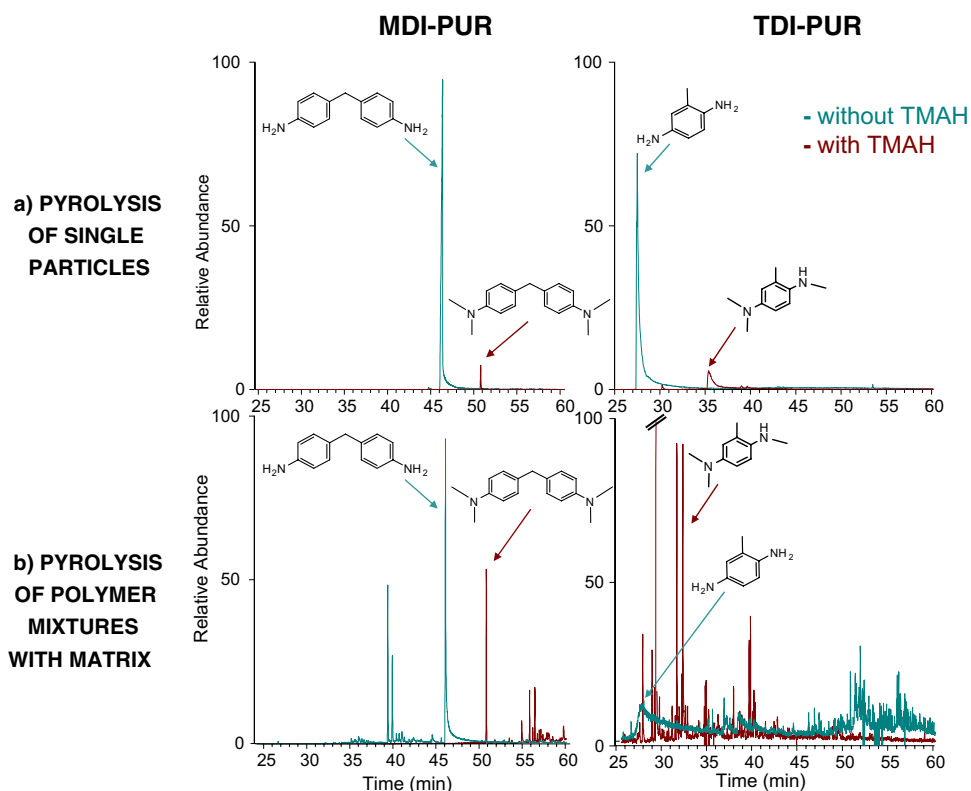 MDI-PUR
TDI-PUR
- without TMAH
- with TMAH
a) PYROLYSIS
OF SINGLE
PARTICLES
Relative Abundance
100
50
0
25 30 35 40 45 50 55 60
H₂N
NH₂
N
N
100
50
0
25 30 35 40 45 50 55 60
NH₂
H₂N
H
N
N
b) PYROLYSIS
OF POLYMER
MIXTURES
WITH MATRIX
Relative Abundance
100
50
0
25 30 35 40 45 50 55 60
Time (min)
H₂N
NH₂
N
N
100
50
0
25 30 35 40 45 50 55 60
Time (min)
H
N
N
NH₂
H₂N